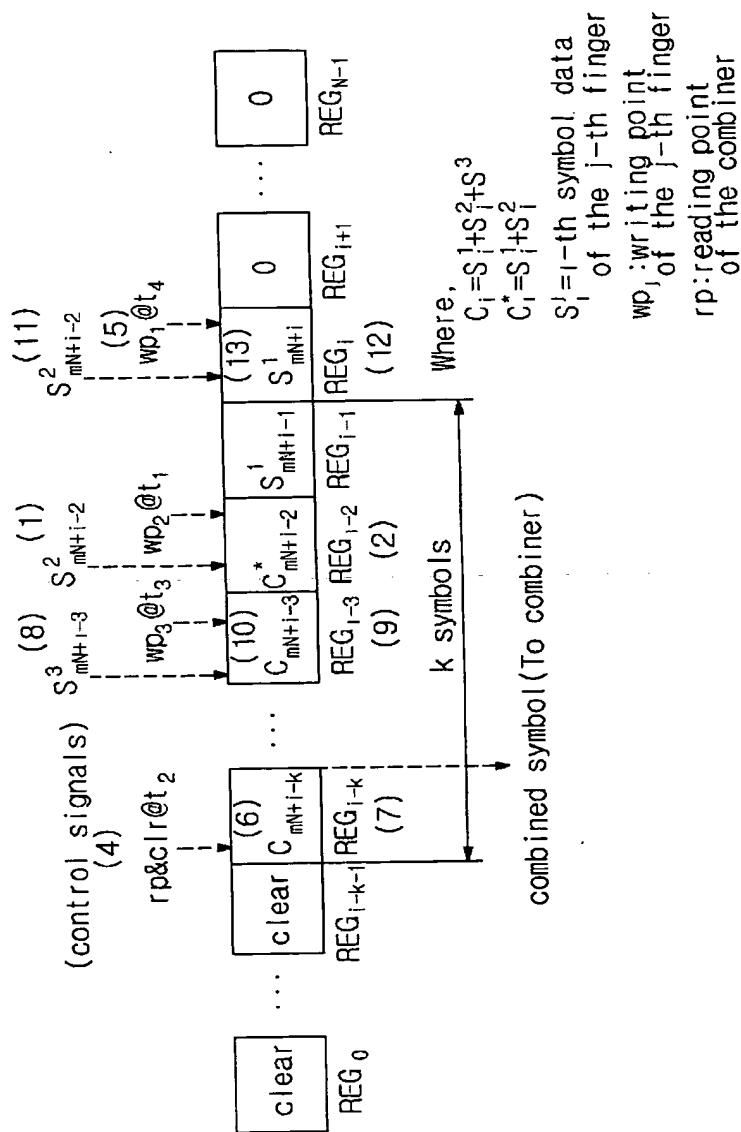 (control signals)
(4)
rp&clr@t₂
(8)
S³mN+i-3
wp₃@t₃
(1)
S²mN+i-2
wp₂@t₁
(11)
S²mN+i-2
(5)
wp₁@t₄
clear
...
clear
(6)
CmN+i-k
...
(10)
CmN+i-3
C*mN+i-2
S¹mN+i-1
(13)
S¹mN+i
0
...
0
REG₀
REGi-k-1
REGi-k
(7)
REGi-3
(9)
REGi-2
(2)
REGi-1
REGi
(12)
REGi+1
REGN-1
k symbols
combined symbol(To combiner)
Where,
Ci=S¹i+S²i+S³
C*i=S¹i+S²i
Sʲi=i-th symbol data
of the j-th finger
wpj:writing point
of the j-th finger
rp:reading point
of the combiner